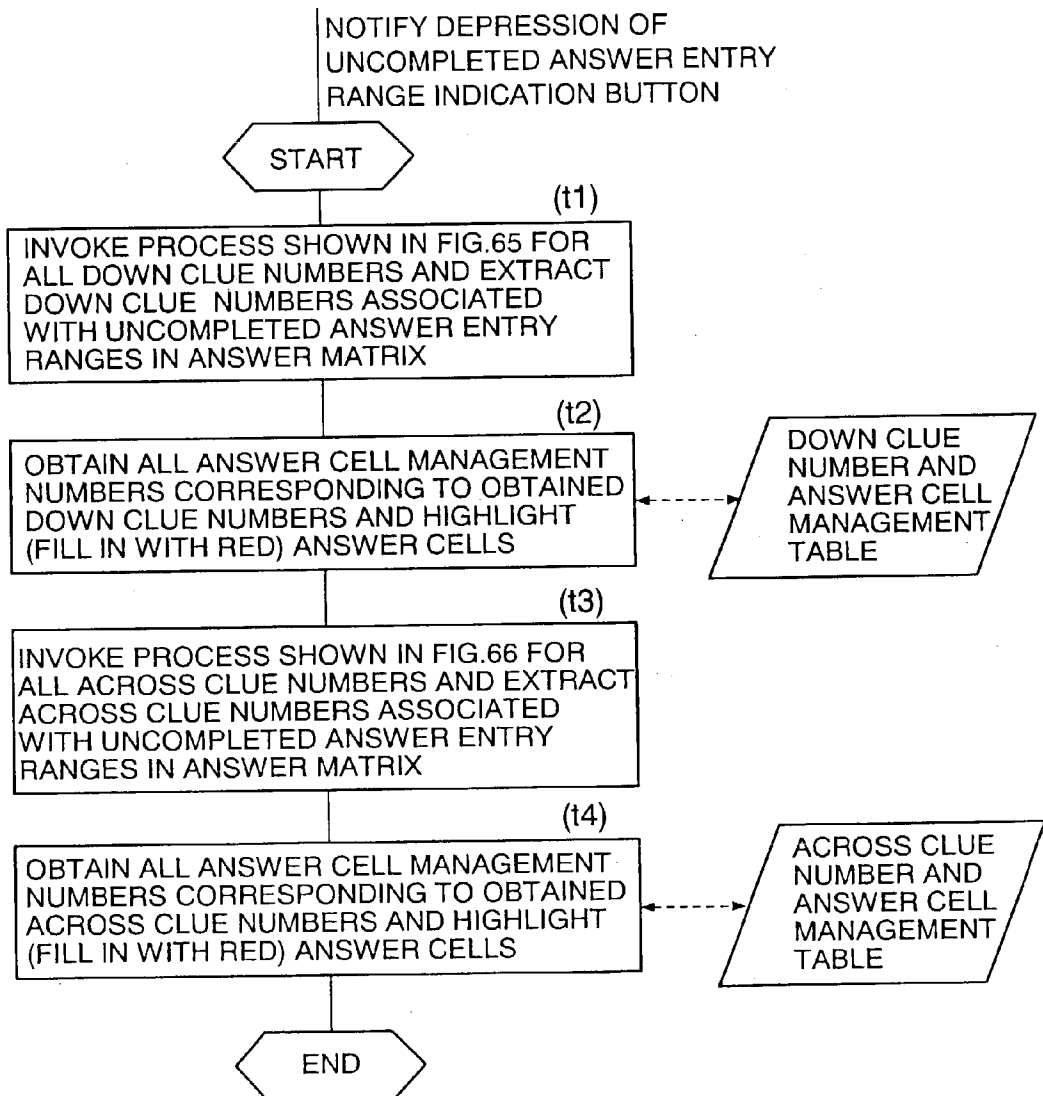 NOTIFY DEPRESSION OF
UNCOMPLETED ANSWER ENTRY
RANGE INDICATION BUTTON
START
(t1)
INVOKE PROCESS SHOWN IN FIG.65 FOR
ALL DOWN CLUE NUMBERS AND EXTRACT
DOWN CLUE NUMBERS ASSOCIATED
WITH UNCOMPLETED ANSWER ENTRY
RANGES IN ANSWER MATRIX
(t2)
OBTAIN ALL ANSWER CELL MANAGEMENT
NUMBERS CORRESPONDING TO OBTAINED
DOWN CLUE NUMBERS AND HIGHLIGHT
(FILL IN WITH RED) ANSWER CELLS
DOWN CLUE
NUMBER AND
ANSWER CELL
MANAGEMENT
TABLE
(t3)
INVOKE PROCESS SHOWN IN FIG.66 FOR
ALL ACROSS CLUE NUMBERS AND EXTRACT
ACROSS CLUE NUMBERS ASSOCIATED
WITH UNCOMPLETED ANSWER ENTRY
RANGES IN ANSWER MATRIX
(t4)
OBTAIN ALL ANSWER CELL MANAGEMENT
NUMBERS CORRESPONDING TO OBTAINED
ACROSS CLUE NUMBERS AND HIGHLIGHT
(FILL IN WITH RED) ANSWER CELLS
ACROSS CLUE
NUMBER AND
ANSWER CELL
MANAGEMENT
TABLE
END